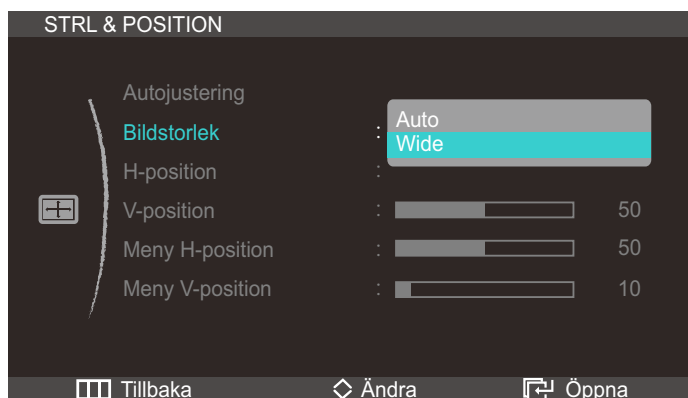 STRL & POSITION
Autojustering
Bildstorlek : Auto
Wide
H-position :
V-position : 50
Meny H-position : 50
Meny V-position : 10
Tillbaka Ändra Öppna